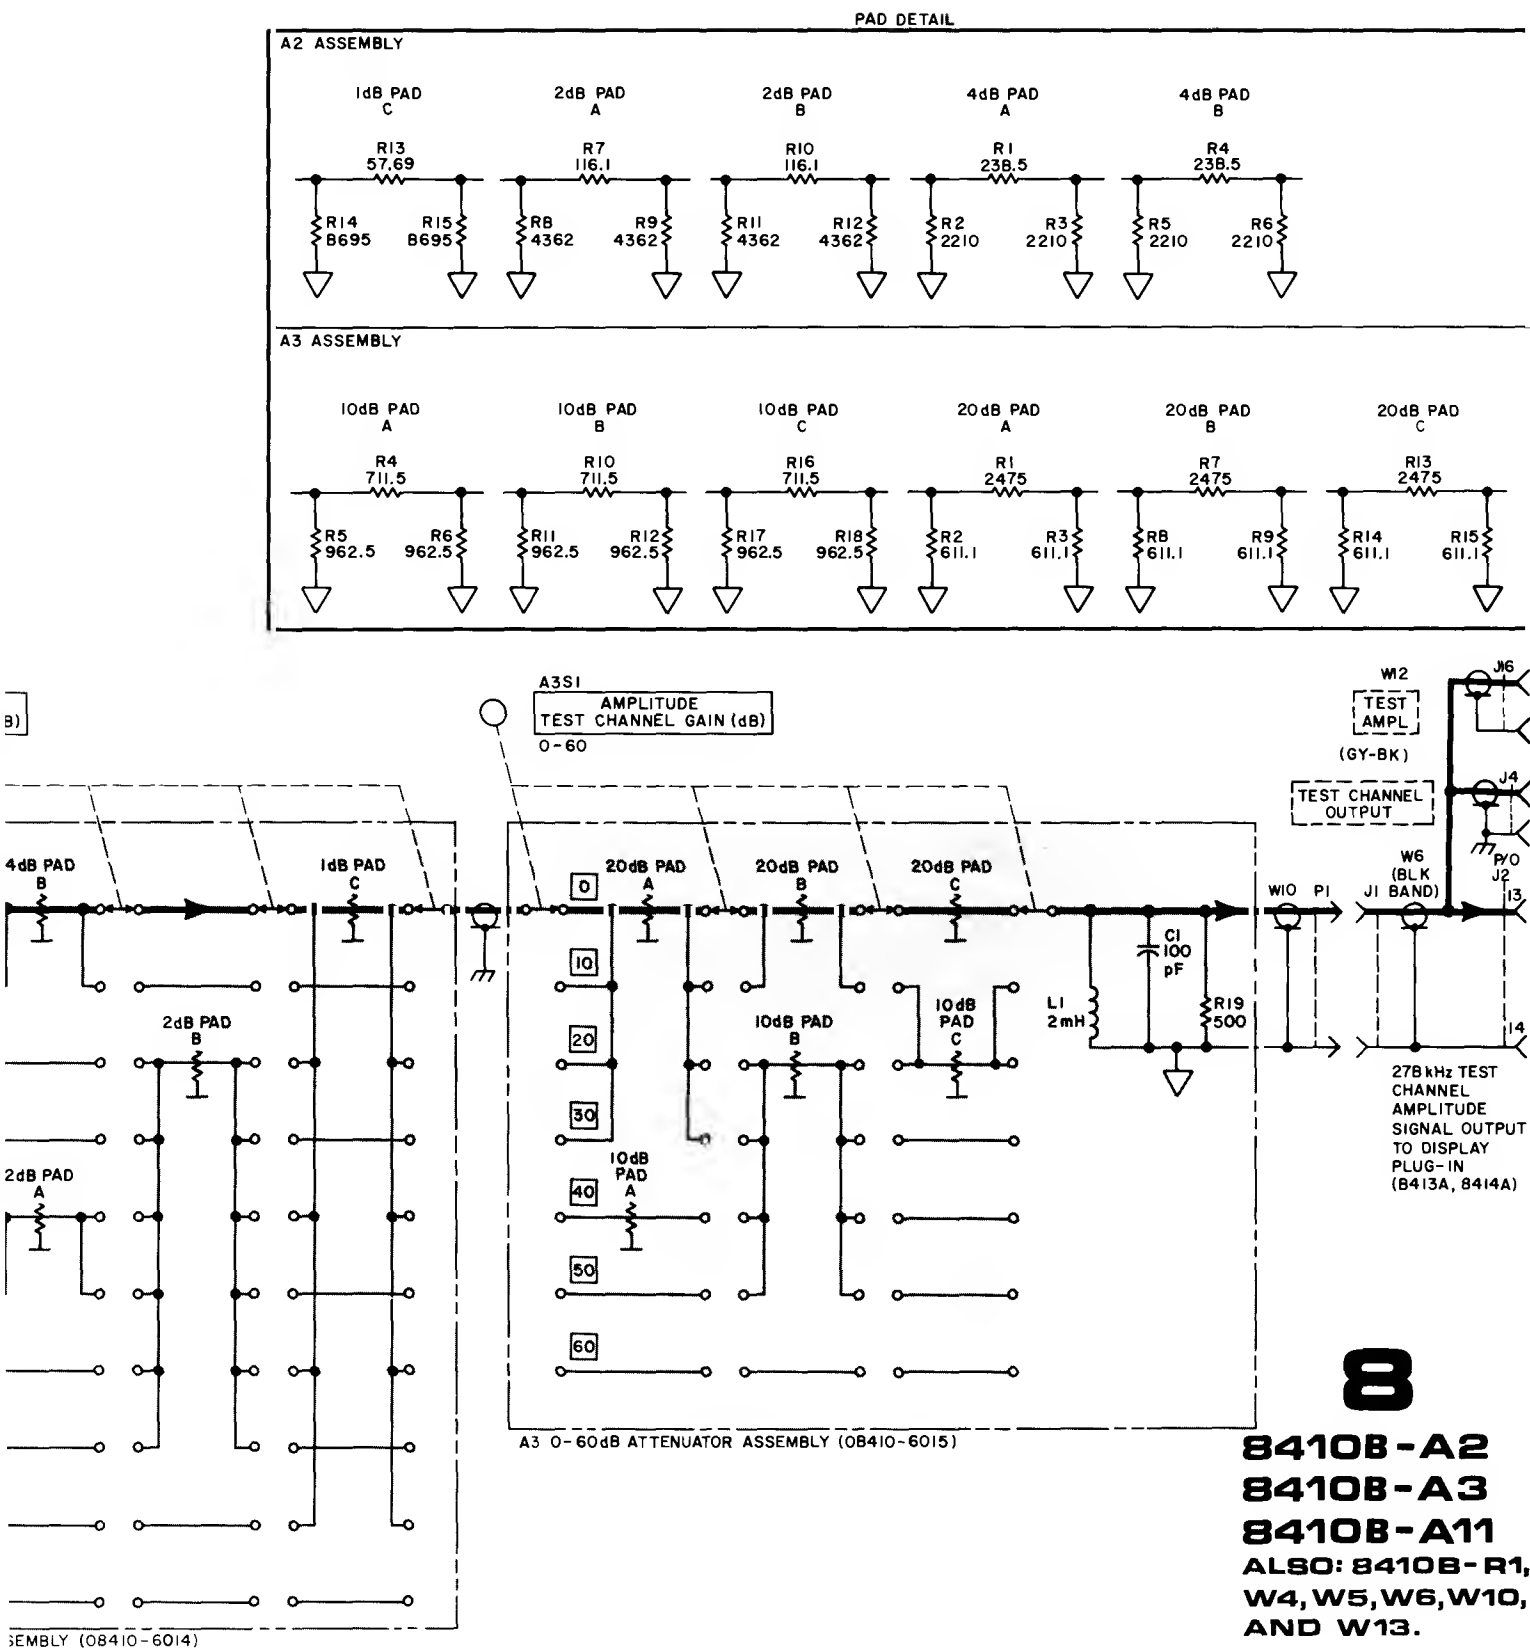 PAD DETAIL
A2 ASSEMBLY
1dB PAD
C
2dB PAD
A
2dB PAD
B
4dB PAD
A
4dB PAD
B
R13
57.69
R7
116.1
R10
116.1
R1
238.5
R4
238.5
R14
8695
R15
8695
R8
4362
R9
4362
R11
4362
R12
4362
R2
2210
R3
2210
R5
2210
R6
2210
A3 ASSEMBLY
10dB PAD
A
10dB PAD
B
10dB PAD
C
20dB PAD
A
20dB PAD
B
20dB PAD
C
R4
711.5
R10
711.5
R16
711.5
R1
2475
R7
2475
R13
2475
R5
962.5
R6
962.5
R11
962.5
R12
962.5
R17
962.5
R18
962.5
R2
611.1
R3
611.1
R8
611.1
R9
611.1
R14
611.1
R15
611.1
B)
A3S1
AMPLITUDE
TEST CHANNEL GAIN (dB)
0-60
W12
J16
TEST
AMPL
(GY-BK)
J4
TEST CHANNEL
OUTPUT
4dB PAD
B
1dB PAD
C
0
20dB PAD
A
20dB PAD
B
20dB PAD
C
W10
P1
J1
W6
(BLK
BAND)
P/O
J2
13
10
C1
100
pF
L1
2mH
R19
500
2dB PAD
B
20
10dB PAD
B
10dB
PAD
C
14
30
278 kHz TEST
CHANNEL
AMPLITUDE
SIGNAL OUTPUT
TO DISPLAY
PLUG-IN
(8413A, 8414A)
2dB PAD
A
40
10dB
PAD
A
50
60
A3 0-60dB ATTENUATOR ASSEMBLY (08410-6015)
8
8410B-A2
8410B-A3
8410B-A11
ALSO: 8410B-R1,
W4, W5, W6, W10,
AND W13.
SEMBLY (08410-6014)